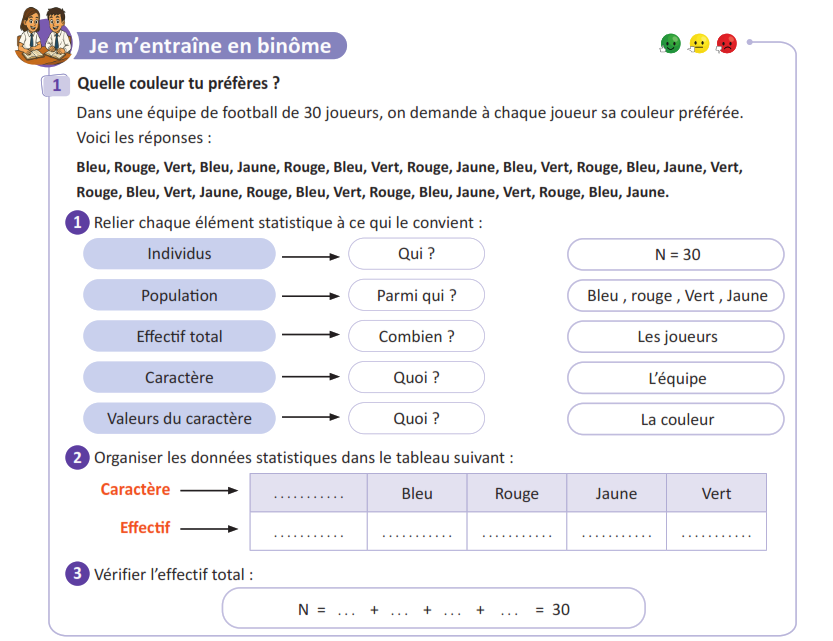 Je m'entraîne en binôme
1 Quelle couleur tu préfères ?
Dans une équipe de football de 30 joueurs, on demande à chaque joueur sa couleur préférée.
Voici les réponses :
Bleu, Rouge, Vert, Bleu, Jaune, Rouge, Bleu, Vert, Rouge, Jaune, Bleu, Vert, Rouge, Bleu, Jaune, Vert,
Rouge, Bleu, Vert, Jaune, Rouge, Bleu, Vert, Rouge, Bleu, Jaune, Vert, Rouge, Bleu, Jaune.
1 Relier chaque élément statistique à ce qui le convient :
Individus Qui ? N = 30
Population Parmi qui ? Bleu , rouge , Vert , Jaune
Effectif total Combien ? Les joueurs
Caractère Quoi ? L'équipe
Valeurs du caractère Quoi ? La couleur
2 Organiser les données statistiques dans le tableau suivant :
Caractère ........... Bleu Rouge Jaune Vert
Effectif ........... ........... ........... ........... ...........
3 Vérifier l'effectif total :
N = ... + ... + ... + ... = 30